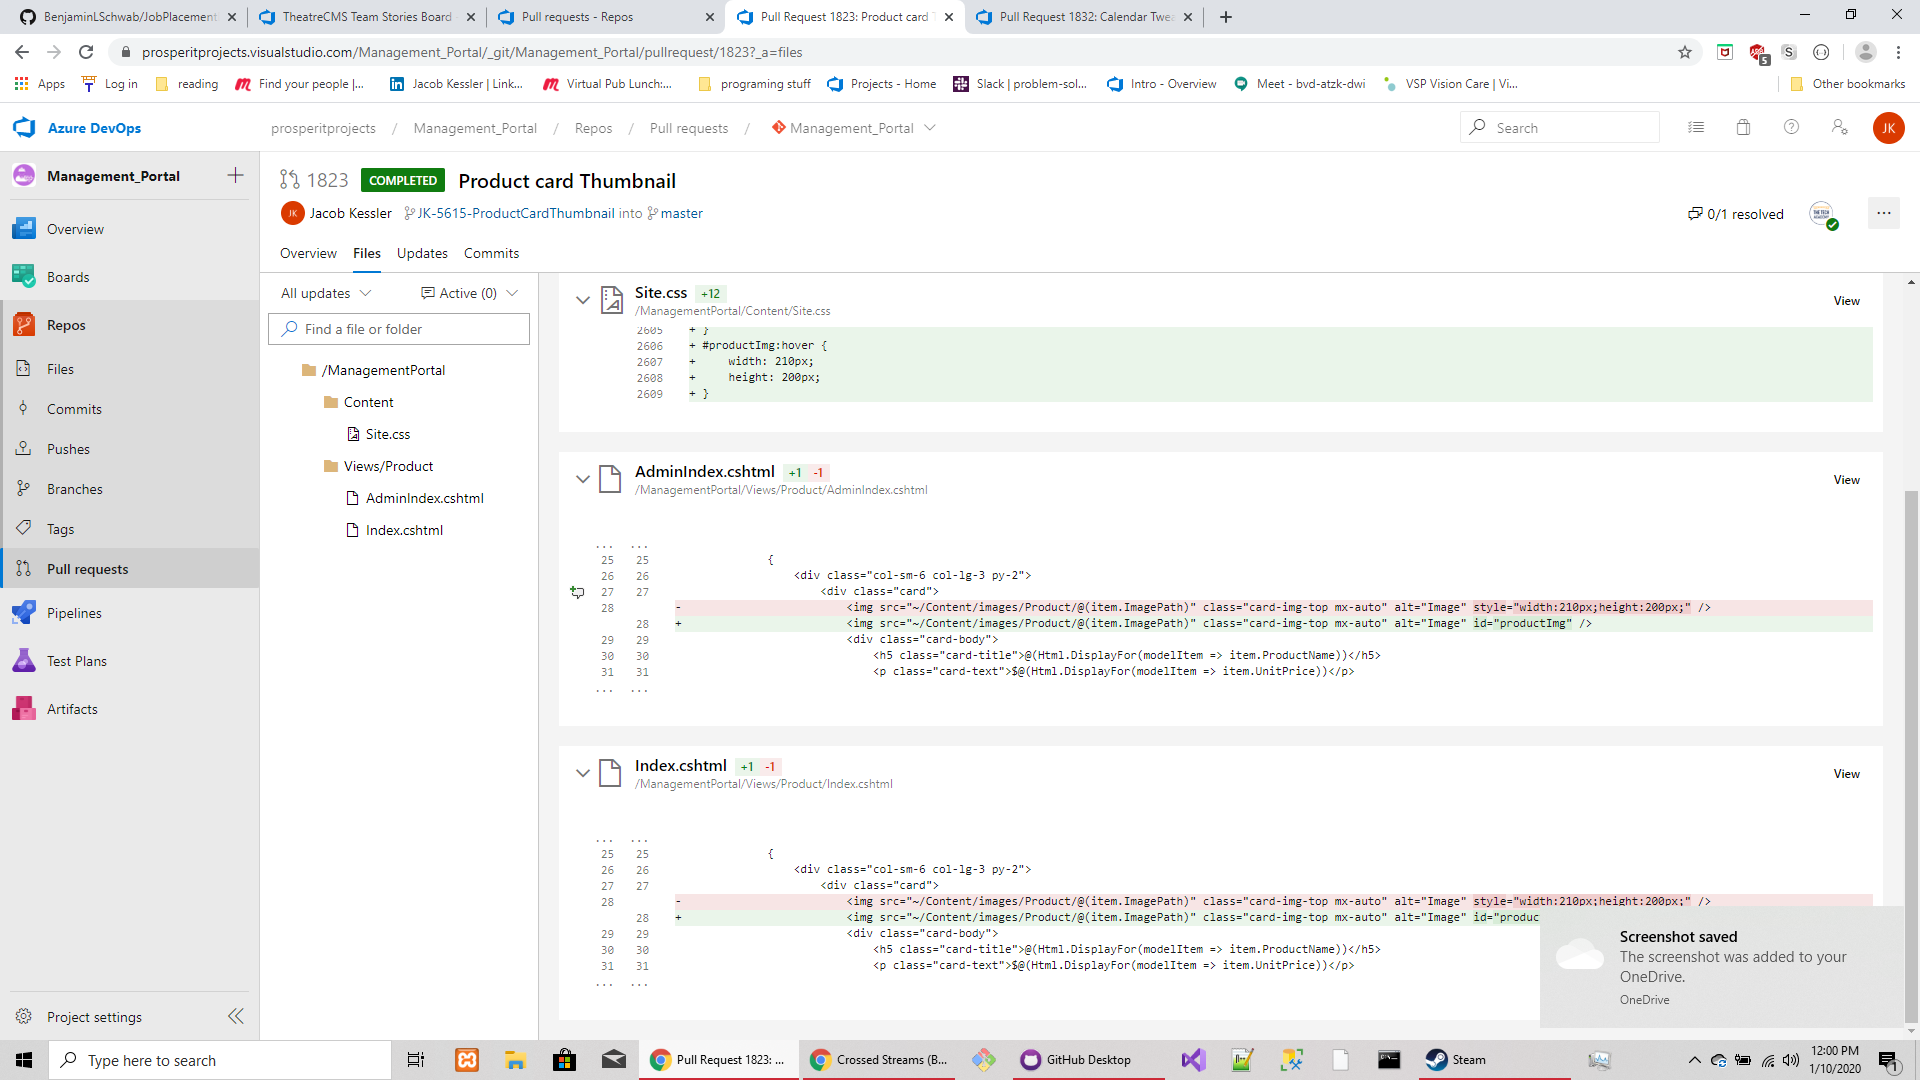 BenjaminLSchwab/JobPlacement
TheatreCMS Team Stories Board
Pull requests - Repos
Pull Request 1823: Product card T
Pull Request 1832: Calendar Twea
prosperitprojects.visualstudio.com/Management_Portal/_git/Management_Portal/pullrequest/1823?_a=files
5
Apps
Log in
reading
Find your people |...
Jacob Kessler | Link...
Virtual Pub Lunch:...
programing stuff
Projects - Home
Slack | problem-sol...
Intro - Overview
Meet - bvd-atzk-dwi
VSP Vision Care | Vi...
Other bookmarks
Azure DevOps
prosperitprojects / Management_Portal / Repos / Pull requests / Management_Portal
Search
JK
Management_Portal
Overview
Boards
Repos
Files
Commits
Pushes
Branches
Tags
Pull requests
Pipelines
Test Plans
Artifacts
Project settings
1823 COMPLETED Product card Thumbnail
JK Jacob Kessler JK-5615-ProductCardThumbnail into master
0/1 resolved
THE TECH ACADEMY
Overview Files Updates Commits
All updates Active (0)
Find a file or folder
/ManagementPortal
Content
Site.css
Views/Product
AdminIndex.cshtml
Index.cshtml
Site.css +12
/ManagementPortal/Content/Site.css
View
2605 + }
2606 + #productImg:hover {
2607 + width: 210px;
2608 + height: 200px;
2609 + }
AdminIndex.cshtml +1 -1
/ManagementPortal/Views/Product/AdminIndex.cshtml
View
... ...
25 25 {
26 26 <div class="col-sm-6 col-lg-3 py-2">
27 27 <div class="card">
28 - <img src="~/Content/images/Product/@(item.ImagePath)" class="card-img-top mx-auto" alt="Image" style="width:210px;height:200px;" />
28 + <img src="~/Content/images/Product/@(item.ImagePath)" class="card-img-top mx-auto" alt="Image" id="productImg" />
29 29 <div class="card-body">
30 30 <h5 class="card-title">@(Html.DisplayFor(modelItem => item.ProductName))</h5>
31 31 <p class="card-text">$@(Html.DisplayFor(modelItem => item.UnitPrice))</p>
... ...
Index.cshtml +1 -1
/ManagementPortal/Views/Product/Index.cshtml
View
... ...
25 25 {
26 26 <div class="col-sm-6 col-lg-3 py-2">
27 27 <div class="card">
28 - <img src="~/Content/images/Product/@(item.ImagePath)" class="card-img-top mx-auto" alt="Image" style="width:210px;height:200px;" />
28 + <img src="~/Content/images/Product/@(item.ImagePath)" class="card-img-top mx-auto" alt="Image" id="produc
29 29 <div class="card-body">
30 30 <h5 class="card-title">@(Html.DisplayFor(modelItem => item.ProductName))</h5>
31 31 <p class="card-text">$@(Html.DisplayFor(modelItem => item.UnitPrice))</p>
... ...
Screenshot saved
The screenshot was added to your
OneDrive.
OneDrive
Type here to search
Pull Request 1823: ...
Crossed Streams (B...
GitHub Desktop
Steam
12:00 PM
1/10/2020
1